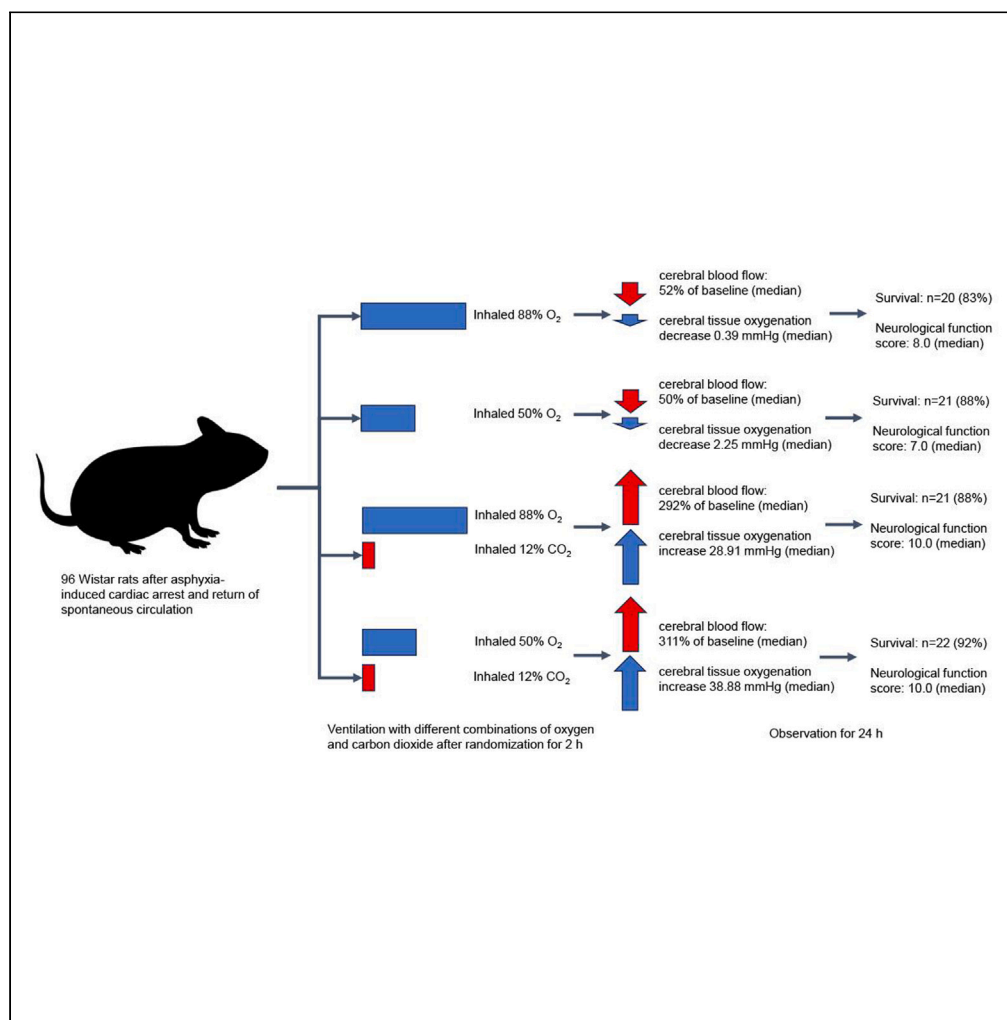 Inhaled 88% O₂
cerebral blood flow:
52% of baseline (median)
cerebral tissue oxygenation
decrease 0.39 mmHg (median)
Survival: n=20 (83%)
Neurological function
score: 8.0 (median)
Inhaled 50% O₂
cerebral blood flow:
50% of baseline (median)
cerebral tissue oxygenation
decrease 2.25 mmHg (median)
Survival: n=21 (88%)
Neurological function
score: 7.0 (median)
Inhaled 88% O₂
Inhaled 12% CO₂
cerebral blood flow:
292% of baseline (median)
cerebral tissue oxygenation
increase 28.91 mmHg (median)
Survival: n=21 (88%)
Neurological function
score: 10.0 (median)
96 Wistar rats after asphyxia-
induced cardiac arrest and return of
spontaneous circulation
Inhaled 50% O₂
Inhaled 12% CO₂
cerebral blood flow:
311% of baseline (median)
cerebral tissue oxygenation
increase 38.88 mmHg (median)
Survival: n=22 (92%)
Neurological function
score: 10.0 (median)
Ventilation with different combinations of oxygen
and carbon dioxide after randomization for 2 h
Observation for 24 h